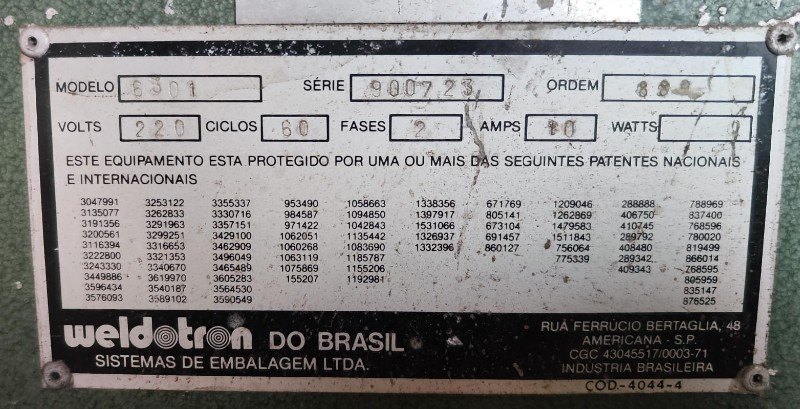 MODELO 6301 SÉRIE 900723 ORDEM
VOLTS 220 CICLOS 60 FASES 2 AMPS 10 WATTS
ESTE EQUIPAMENTO ESTA PROTEGIDO POR UMA OU MAIS DAS SEGUINTES PATENTES NACIONAIS
E INTERNACIONAIS
3047991 3253122 3355337 953490 1058663 1338356 671769 1209046 288888 788969
3135077 3262833 3330716 984587 1094850 1397917 805141 1262869 406750 837400
3191356 3291963 3357151 971422 1042843 1531066 673104 1479583 410745 768596
3200561 3299251 3429100 1062051 1135442 1326937 691457 1511843 289792 780020
3116394 3316653 3462909 1060268 1083690 1332396 860127 756064 408480 819499
3222800 3321353 3496049 1063119 1185787 775339 289342 866014
3243330 3340670 3465489 1075869 1155206 409343 768595
3449886 3619970 3605283 155207 1192981 805959
3596434 3540187 3564530 835147
3576093 3589102 3590549 876525
weldotron DO BRASIL
SISTEMAS DE EMBALAGEM LTDA.
RUA FERRÚCIO BERTAGLIA, 48
AMERICANA - S.P.
CGC 43045517/0003-71
INDUSTRIA BRASILEIRA
COD.-4044-4